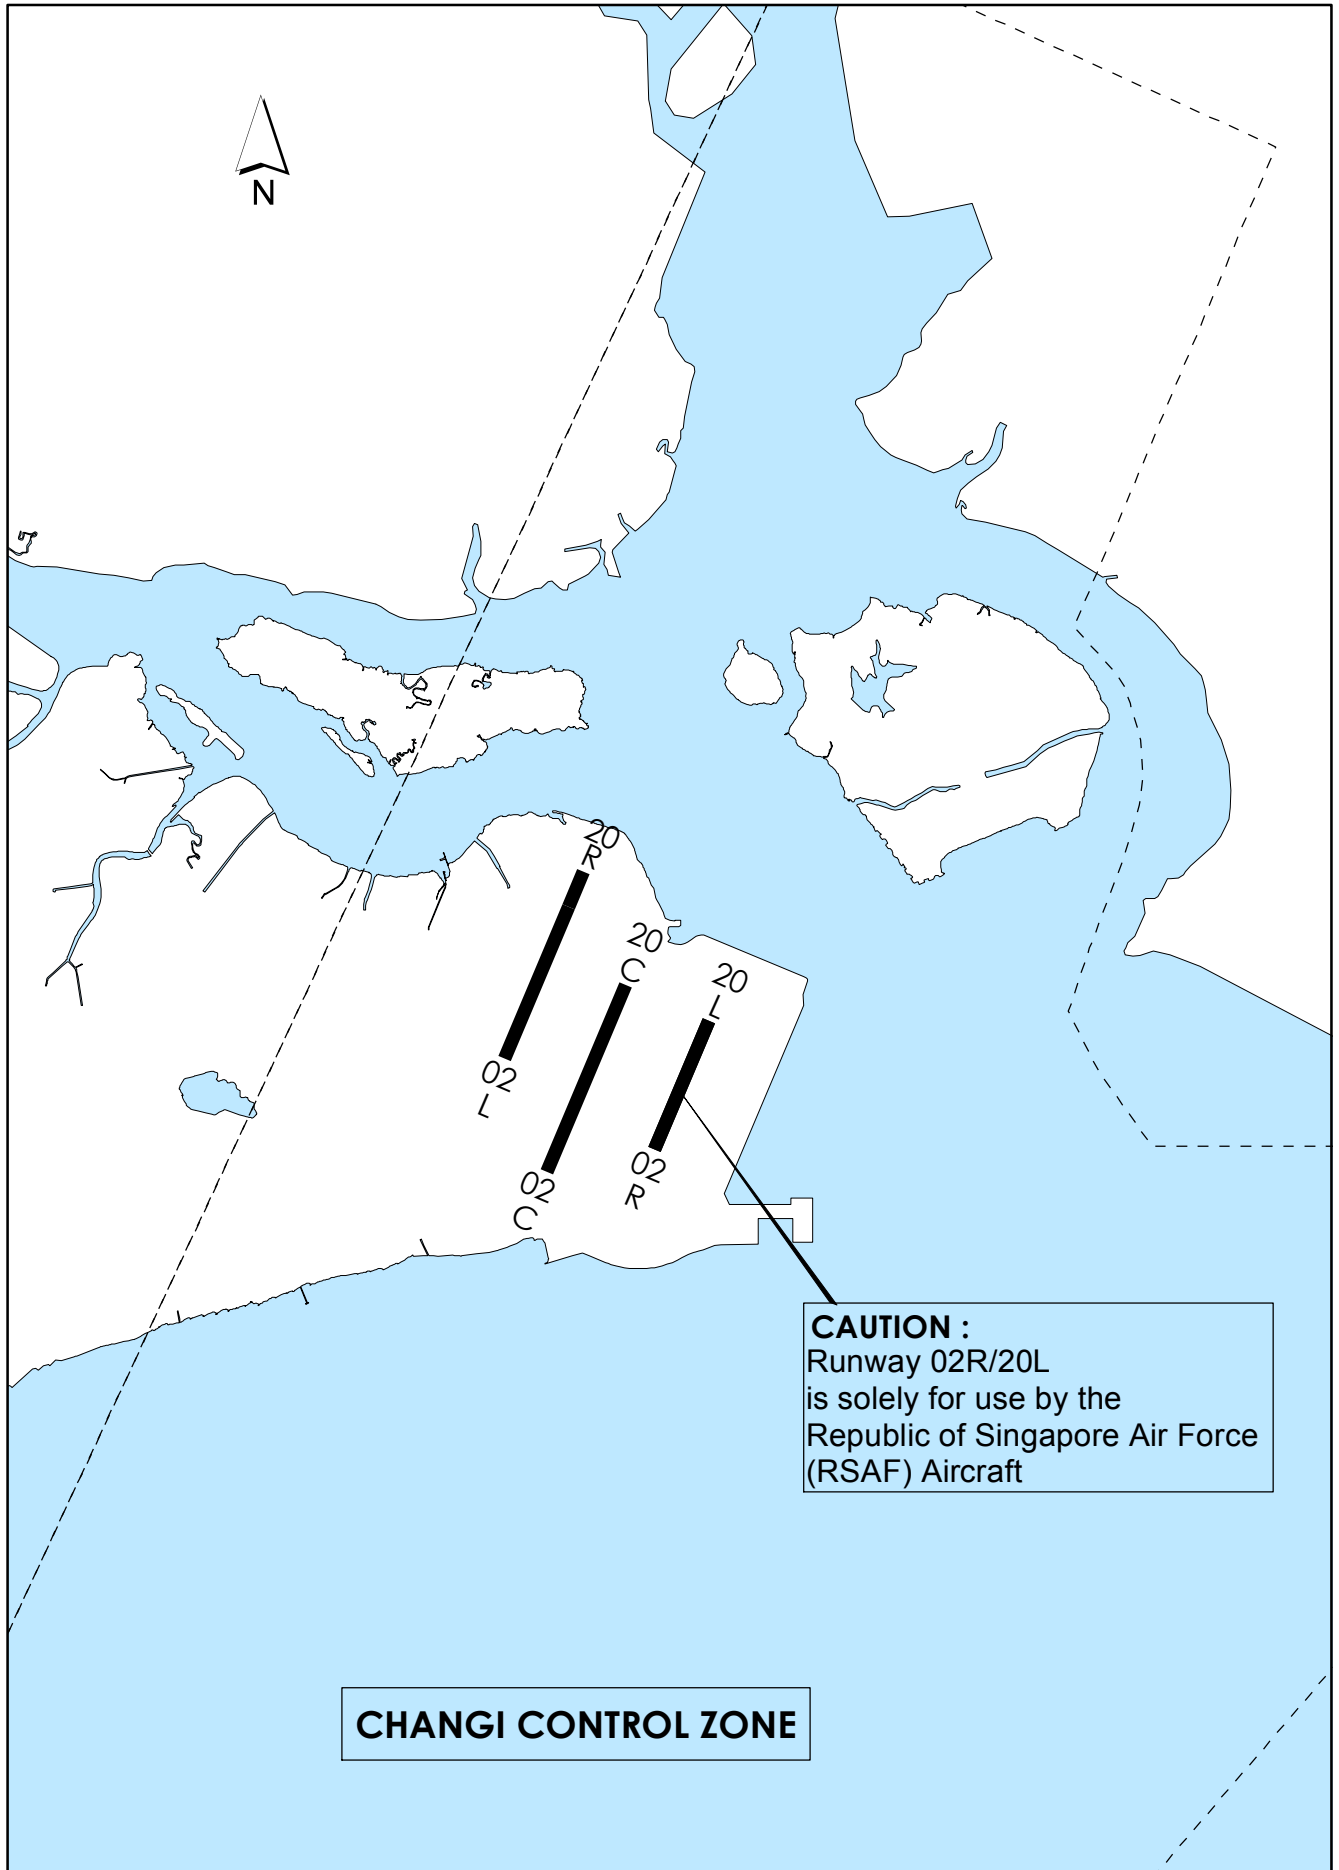 N
20
R
20
C
20
L
02
L
02
R
02
C
CAUTION :
Runway 02R/20L
is solely for use by the
Republic of Singapore Air Force
(RSAF) Aircraft
CHANGI CONTROL ZONE